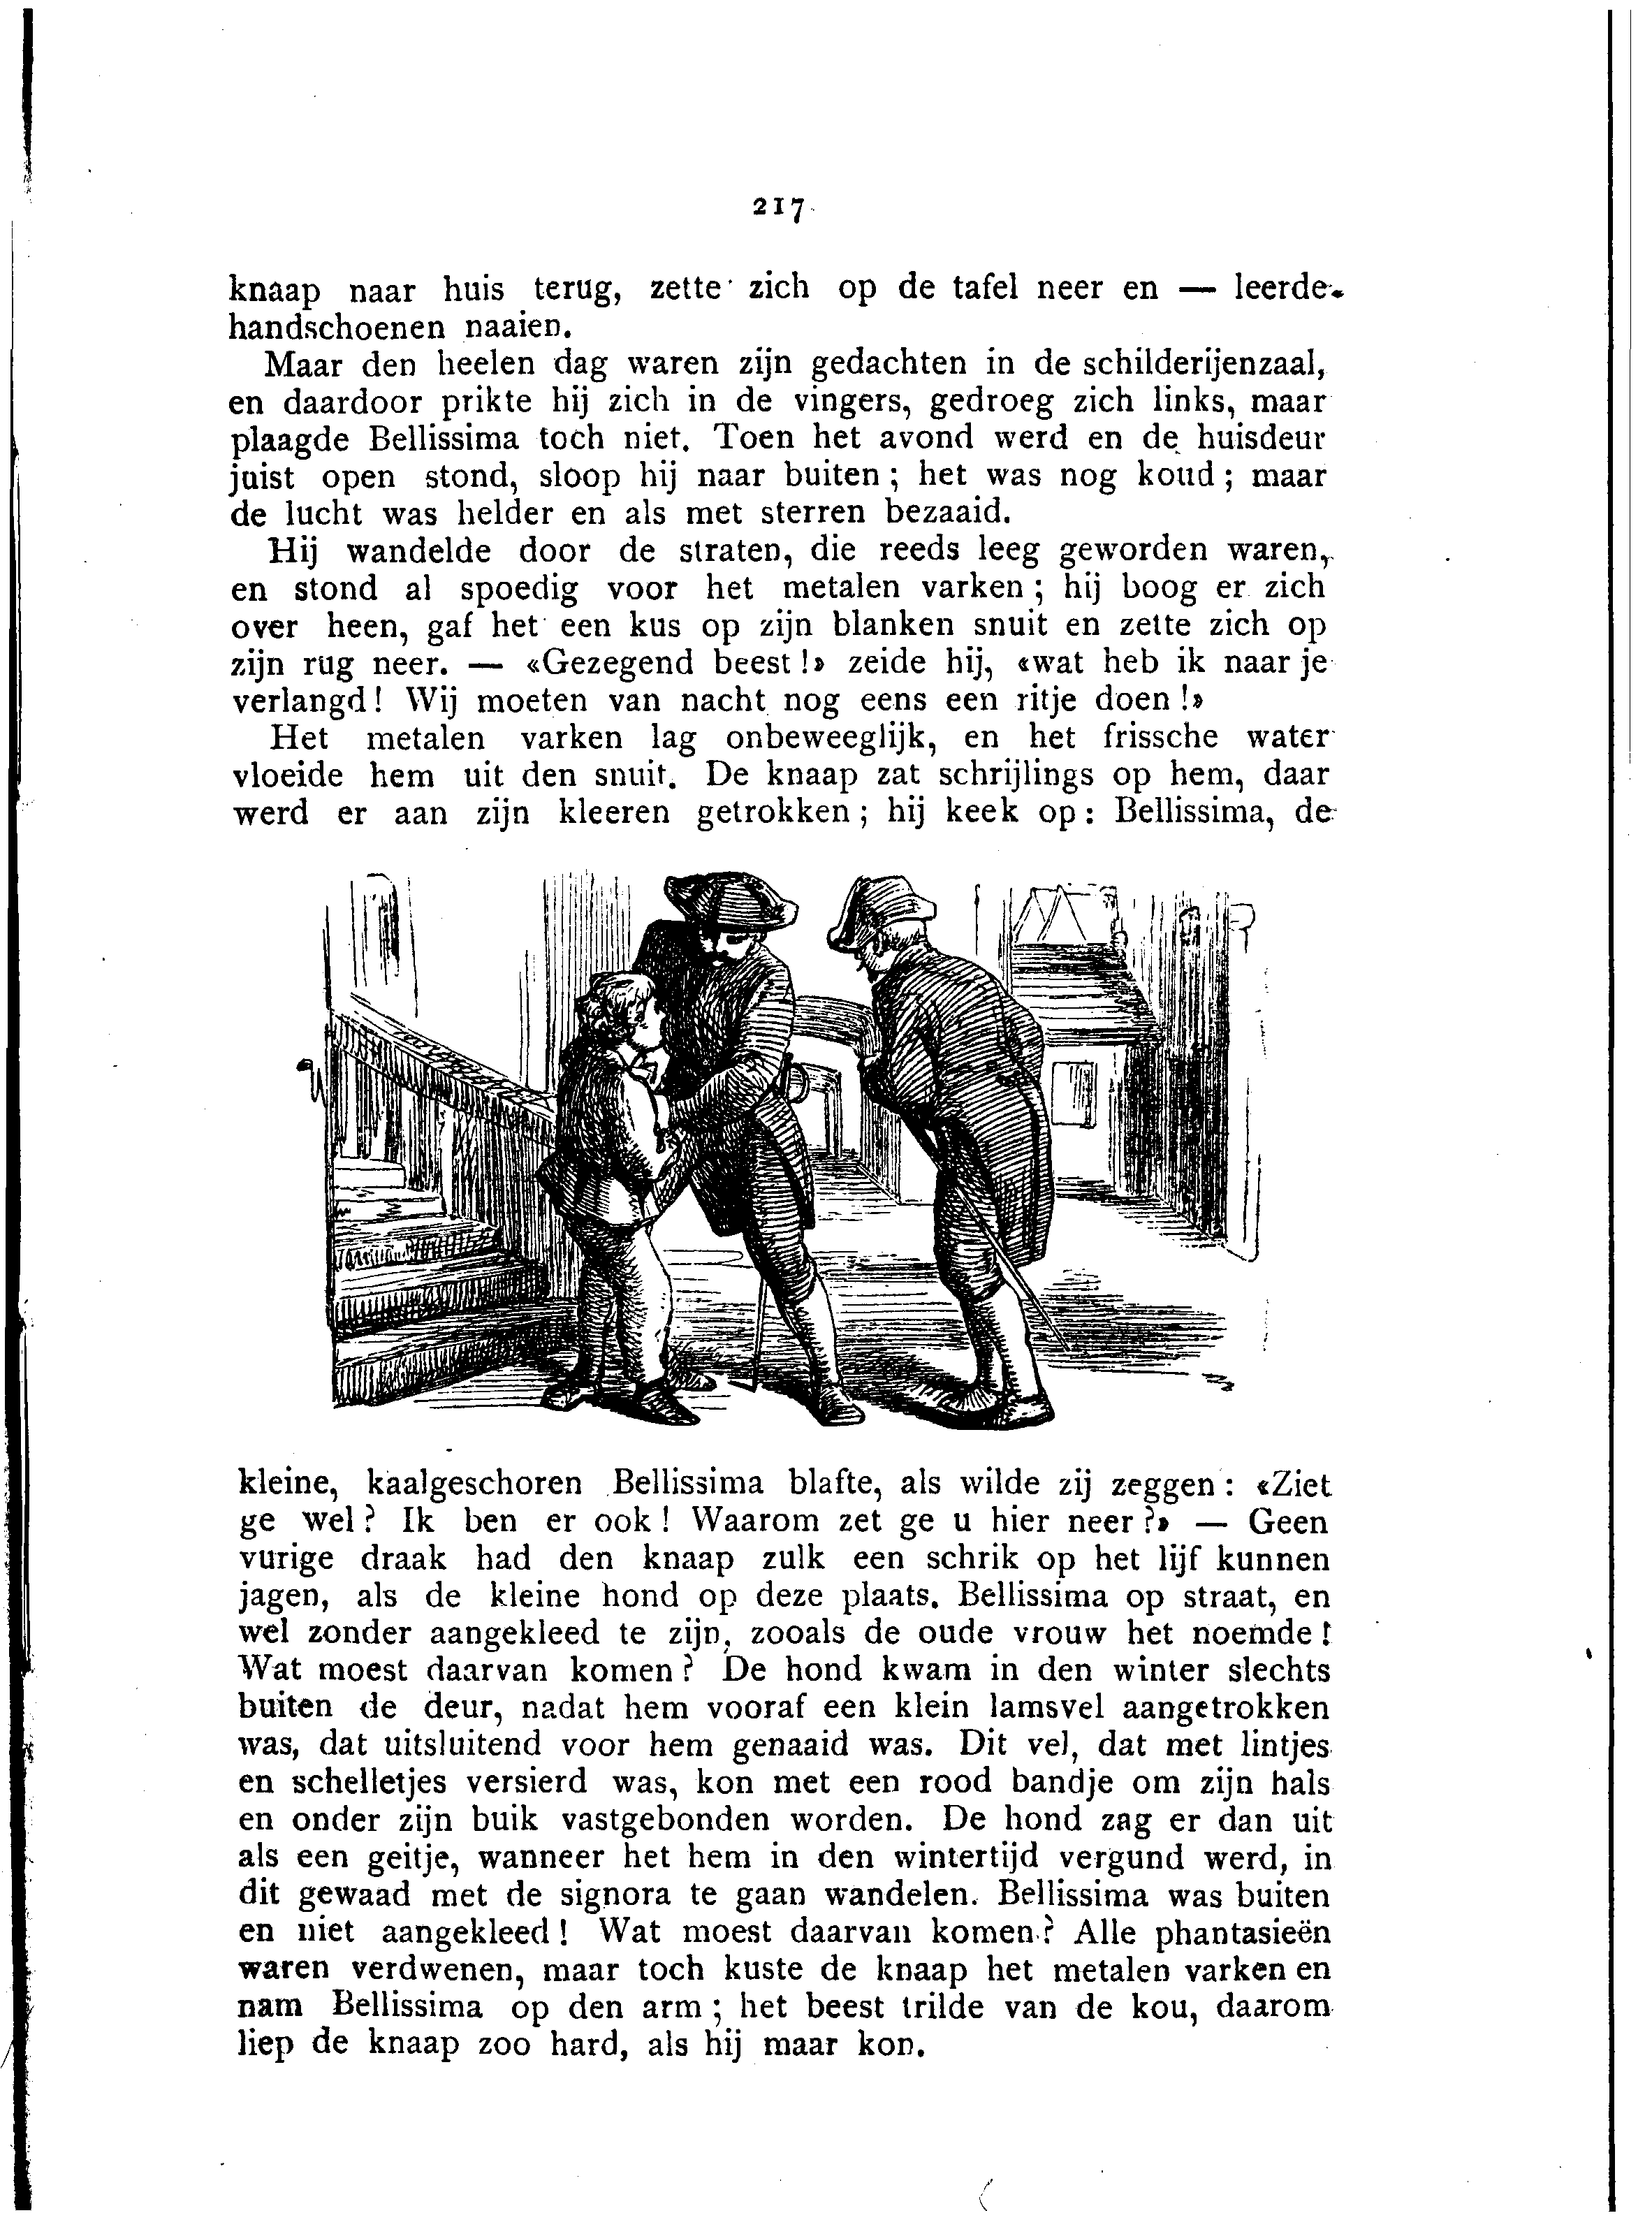 217
knaap naar huis terug, zette zich op de tafel neer en — leerde
handschoenen naaien.
Maar den heelen dag waren zijn gedachten in de schilderijenzaal,
en daardoor prikte hij zich in de vingers, gedroeg zich links, maar
plaagde Bellissima toch niet. Toen het avond werd en de huisdeur
juist open stond, sloop hij naar buiten; het was nog koud; maar
de lucht was helder en als met sterren bezaaid.
Hij wandelde door de straten, die reeds leeg geworden waren,
en stond al spoedig voor het metalen varken; hij boog er zich
over heen, gaf het een kus op zijn blanken snuit en zette zich op
zijn rug neer. — «Gezegend beest!» zeide hij, «wat heb ik naar je
verlangd! Wij moeten van nacht nog eens een ritje doen!»
Het metalen varken lag onbeweeglijk, en het frissche water
vloeide hem uit den snuit. De knaap zat schrijlings op hem, daar
werd er aan zijn kleeren getrokken; hij keek op: Bellissima, de
kleine, kaalgeschoren Bellissima blafte, als wilde zij zeggen: «Ziet
ge wel? Ik ben er ook! Waarom zet ge u hier neer?» — Geen
vurige draak had den knaap zulk een schrik op het lijf kunnen
jagen, als de kleine hond op deze plaats. Bellissima op straat, en
wel zonder aangekleed te zijn, zooals de oude vrouw het noemde!
Wat moest daarvan komen? De hond kwam in den winter slechts
buiten de deur, nadat hem vooraf een klein lamsvel aangetrokken
was, dat uitsluitend voor hem genaaid was. Dit vel, dat met lintjes
en schelletjes versierd was, kon met een rood bandje om zijn hals
en onder zijn buik vastgebonden worden. De hond zag er dan uit
als een geitje, wanneer het hem in den wintertijd vergund werd, in
dit gewaad met de signora te gaan wandelen. Bellissima was buiten
en niet aangekleed! Wat moest daarvan komen? Alle phantasieën
waren verdwenen, maar toch kuste de knaap het metalen varken en
nam Bellissima op den arm; het beest trilde van de kou, daarom
liep de knaap zoo hard, als hij maar kon.